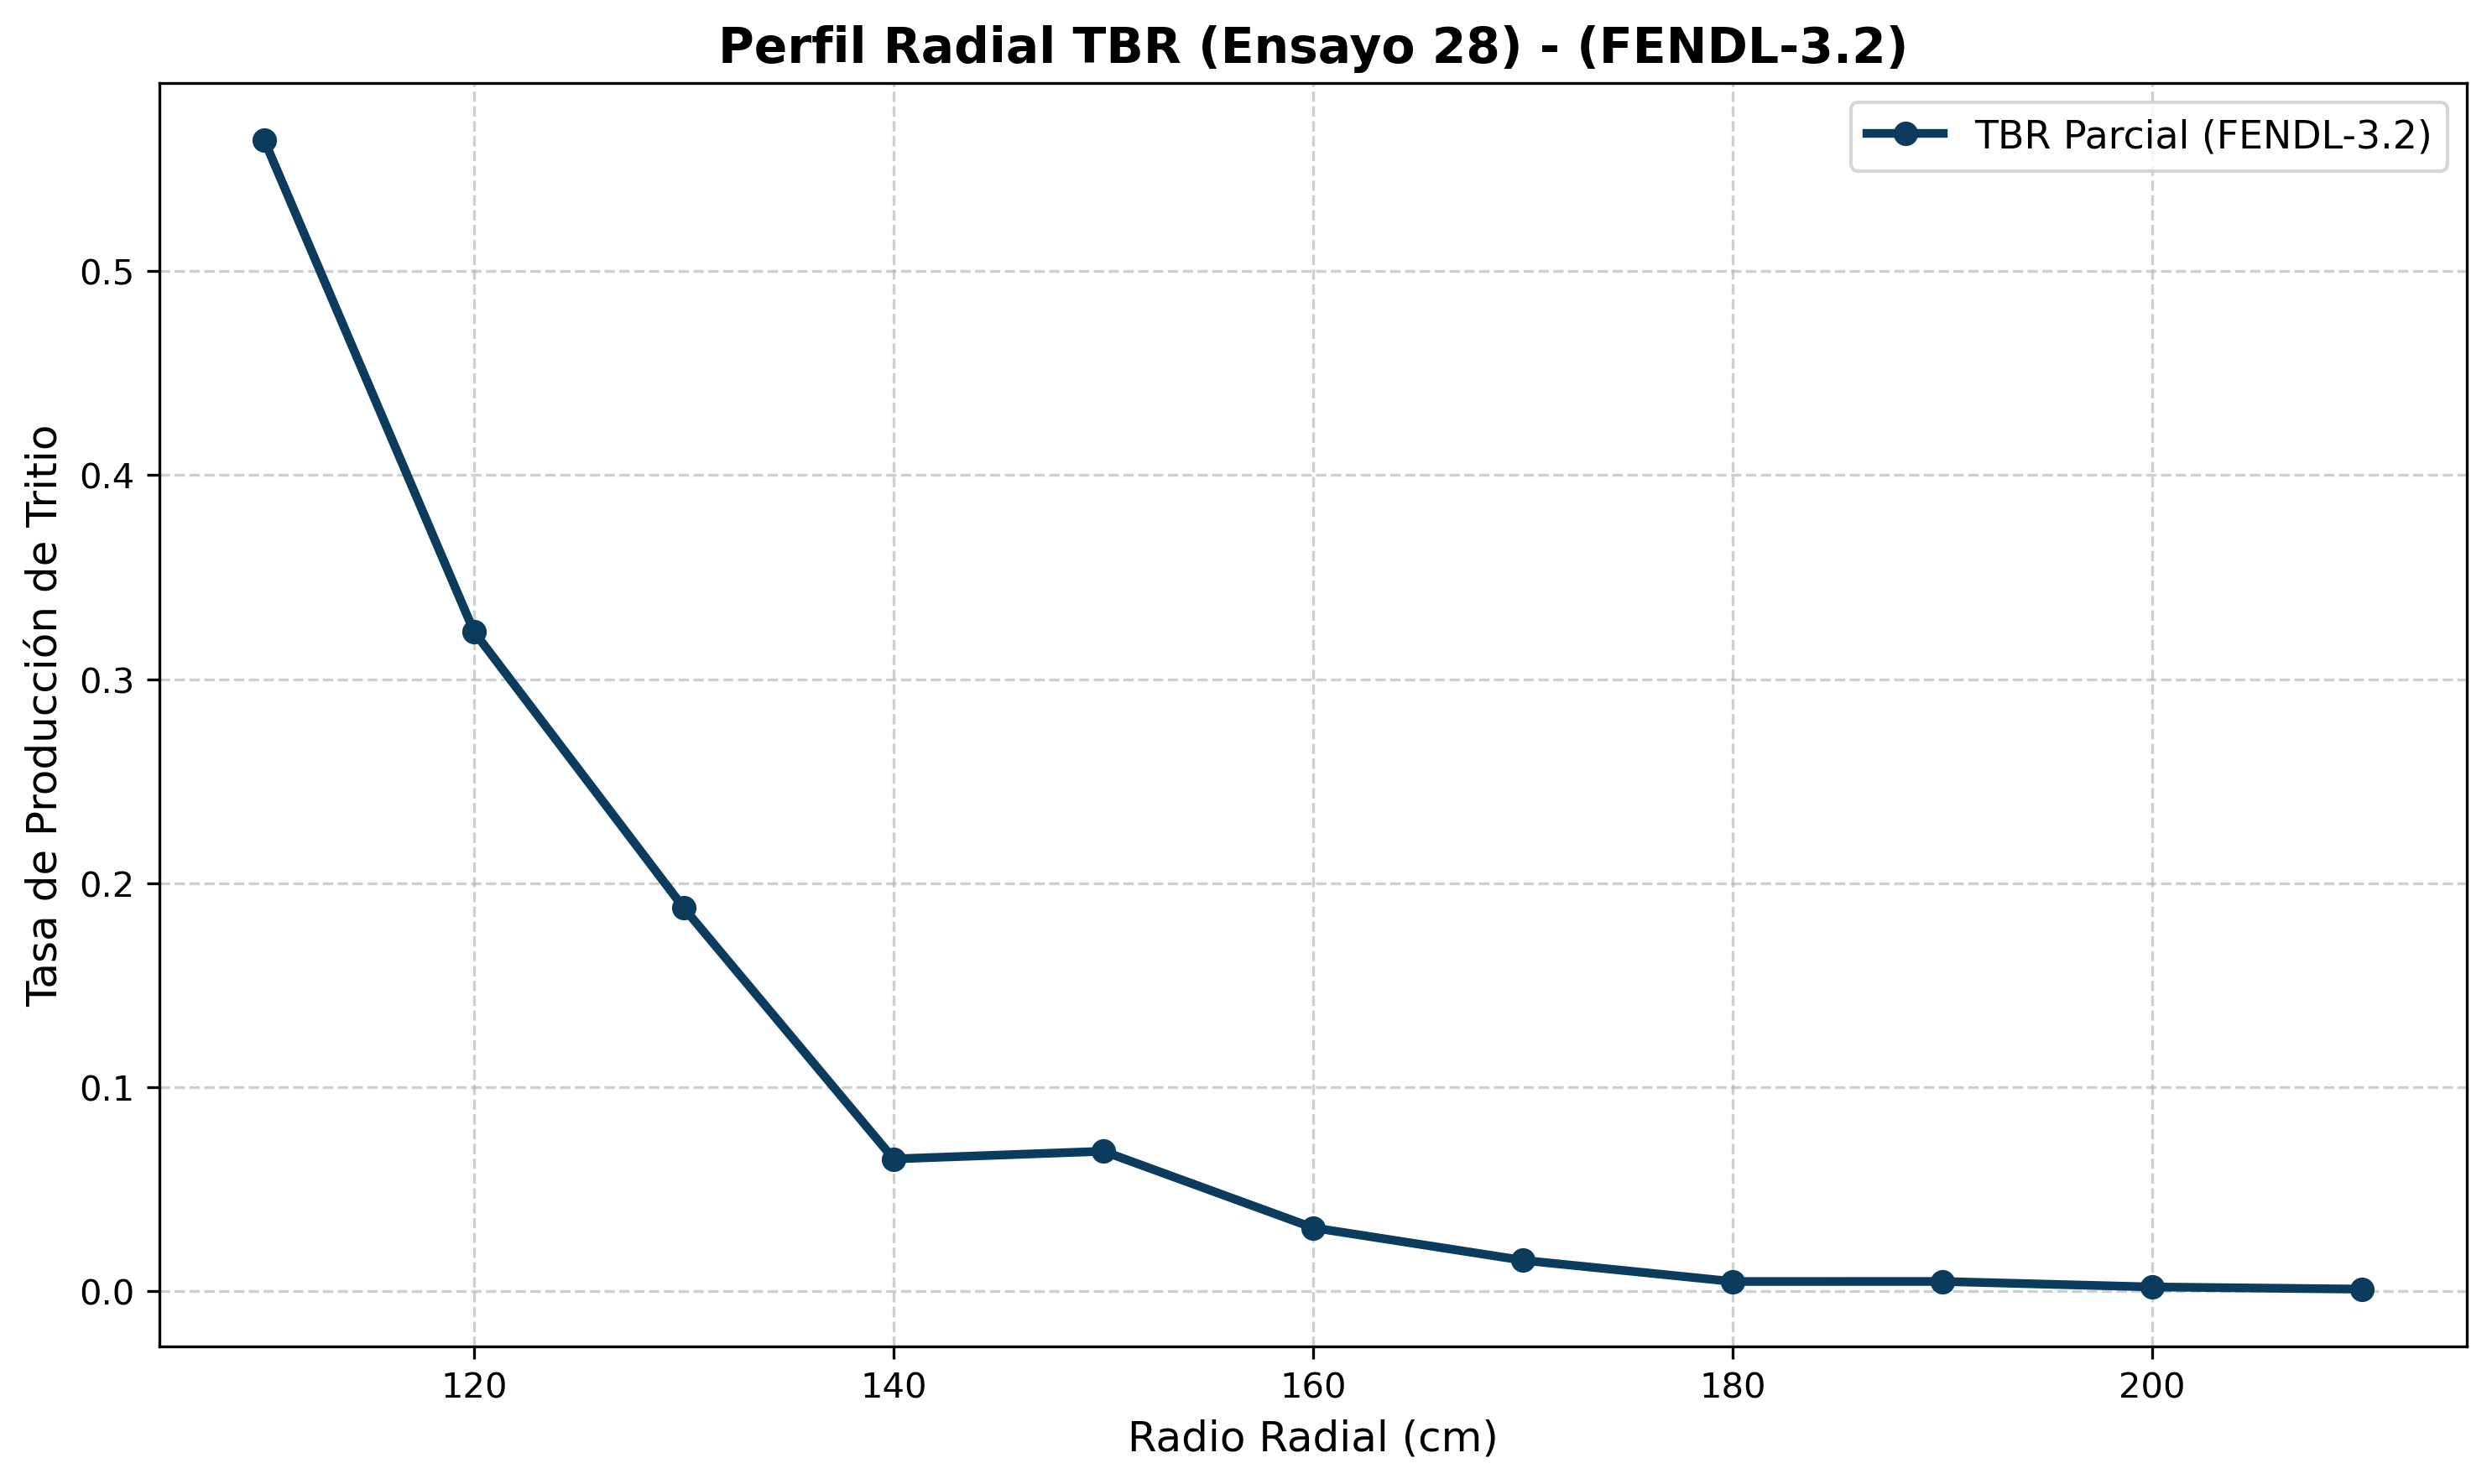 Perfil Radial TBR (Ensayo 28) - (FENDL-3.2)
TBR Parcial (FENDL-3.2)
Tasa de Producción de Tritio
0.5
0.4
0.3
0.2
0.1
0.0
120
140
160
180
200
Radio Radial (cm)